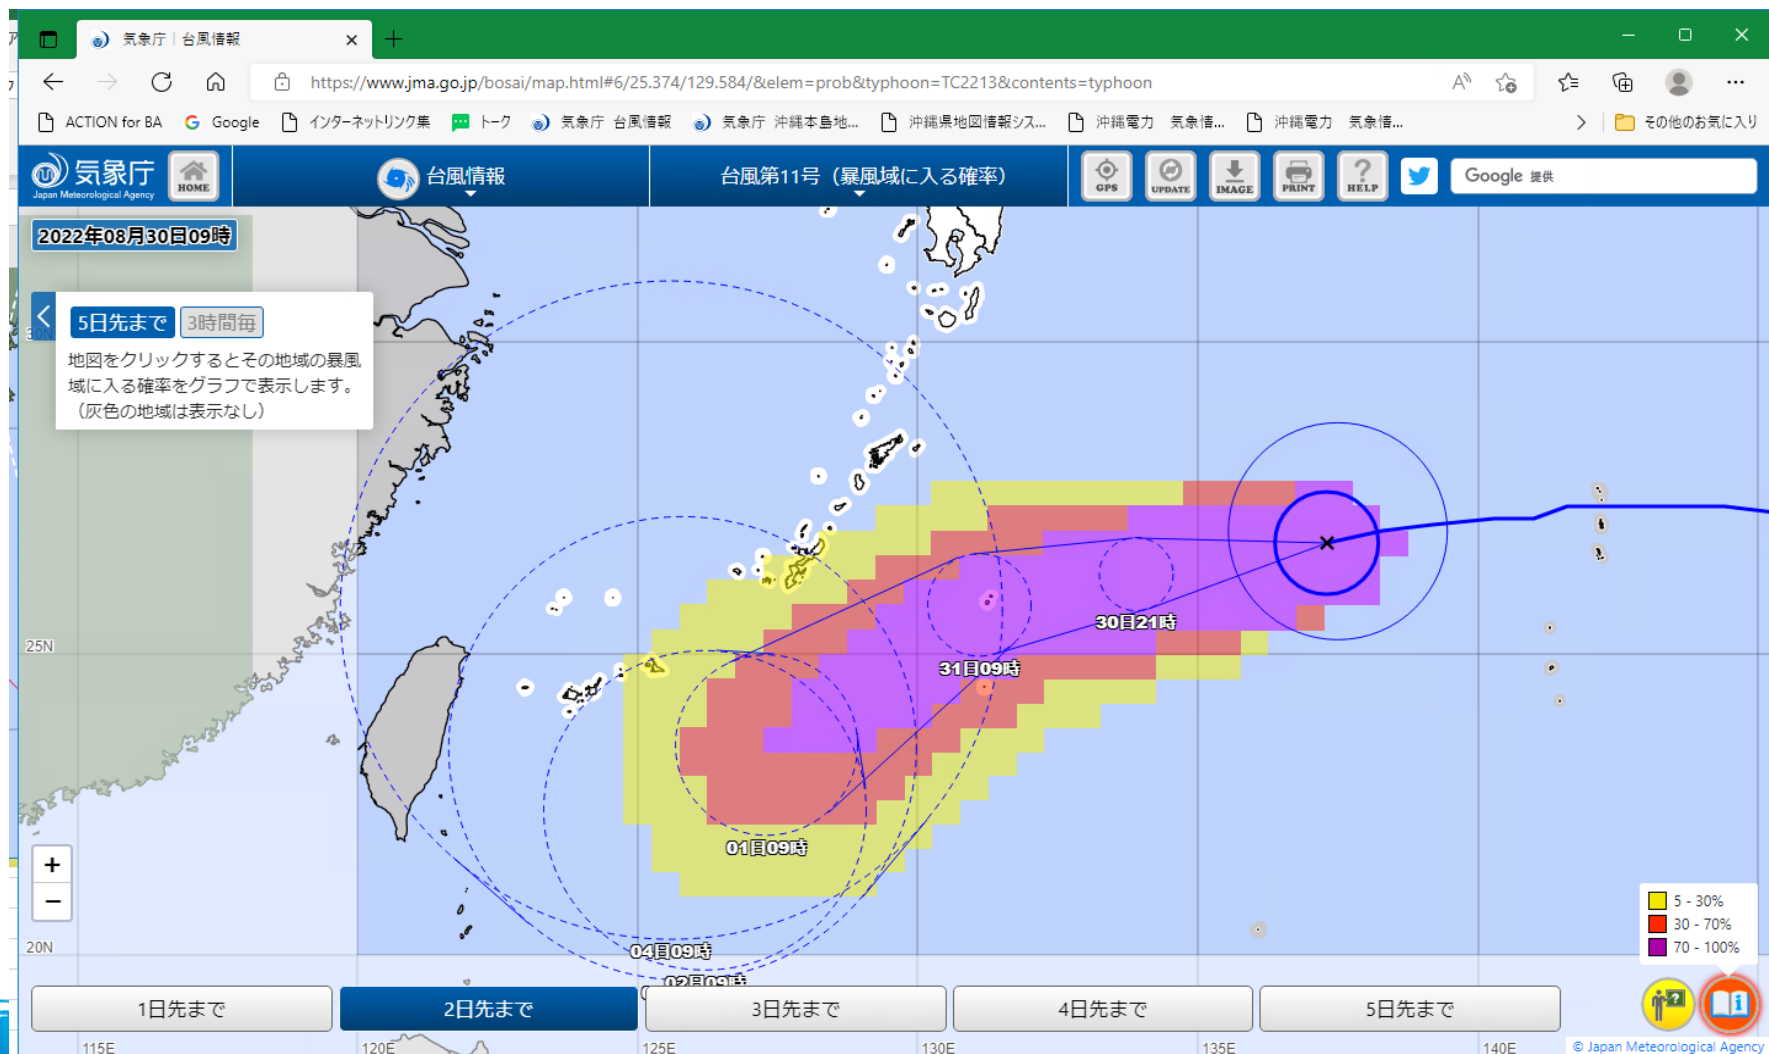 気象庁 | 台風情報
https://www.jma.go.jp/bosai/map.html#6/25.374/129.584/&elem=prob&typhoon=TC2213&contents=typhoon
ACTION for BA Google インターネットリンク集 トーク 気象庁 台風情報 気象庁 沖縄本島地... 沖縄県地図情報シス... 沖縄電力 気象情... 沖縄電力 気象情... その他のお気に入り
気象庁
Japan Meteorological Agency
HOME
台風情報
台風第11号（暴風域に入る確率）
GPS UPDATE IMAGE PRINT HELP
Google 提供
2022年08月30日09時
5日先まで 3時間毎
地図をクリックするとその地域の暴風
域に入る確率をグラフで表示します。
（灰色の地域は表示なし）
30N
30日21時
25N
31日09時
01日09時
+
−
5 - 30%
30 - 70%
70 - 100%
20N
04日09時
02日09時
1日先まで 2日先まで 3日先まで 4日先まで 5日先まで
115E 120E 125E 130E 135E 140E
© Japan Meteorological Agency